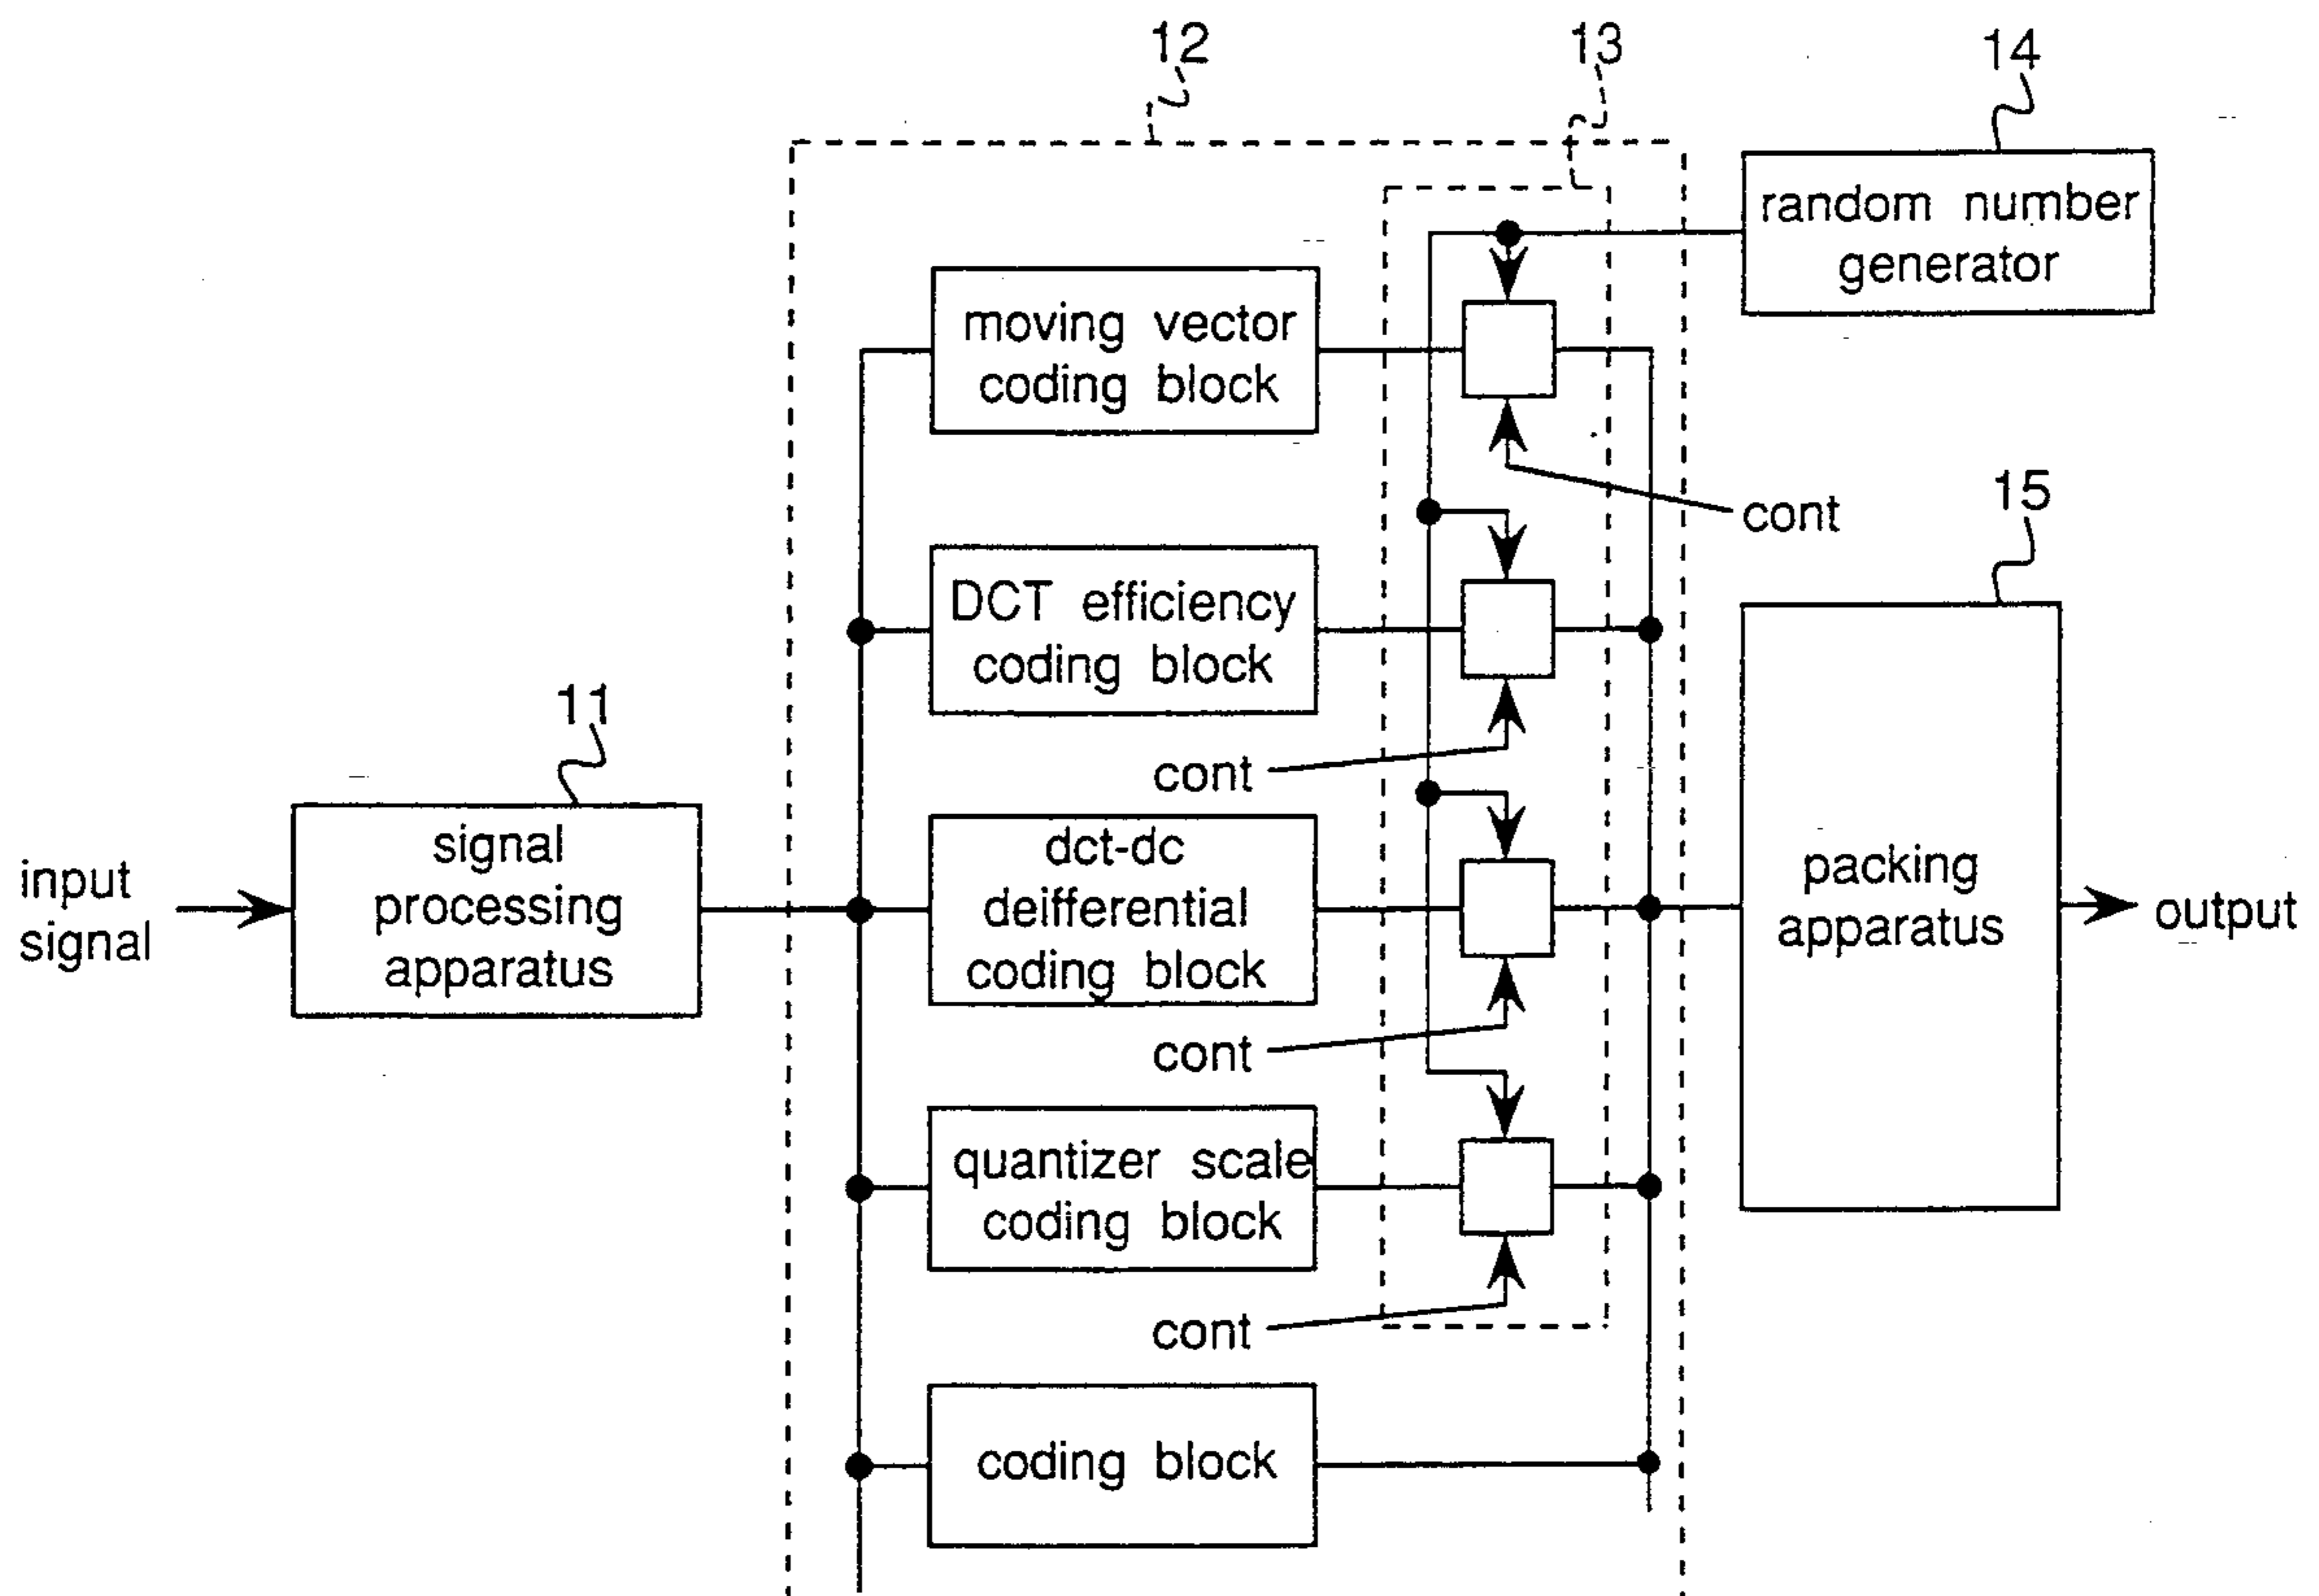 12
13
14
random number
generator
moving vector
coding block
cont
15
DCT efficiency
coding block
cont
11
input
signal
signal
processing
apparatus
dct-dc
deifferential
coding block
cont
packing
apparatus
output
quantizer scale
coding block
cont
coding block